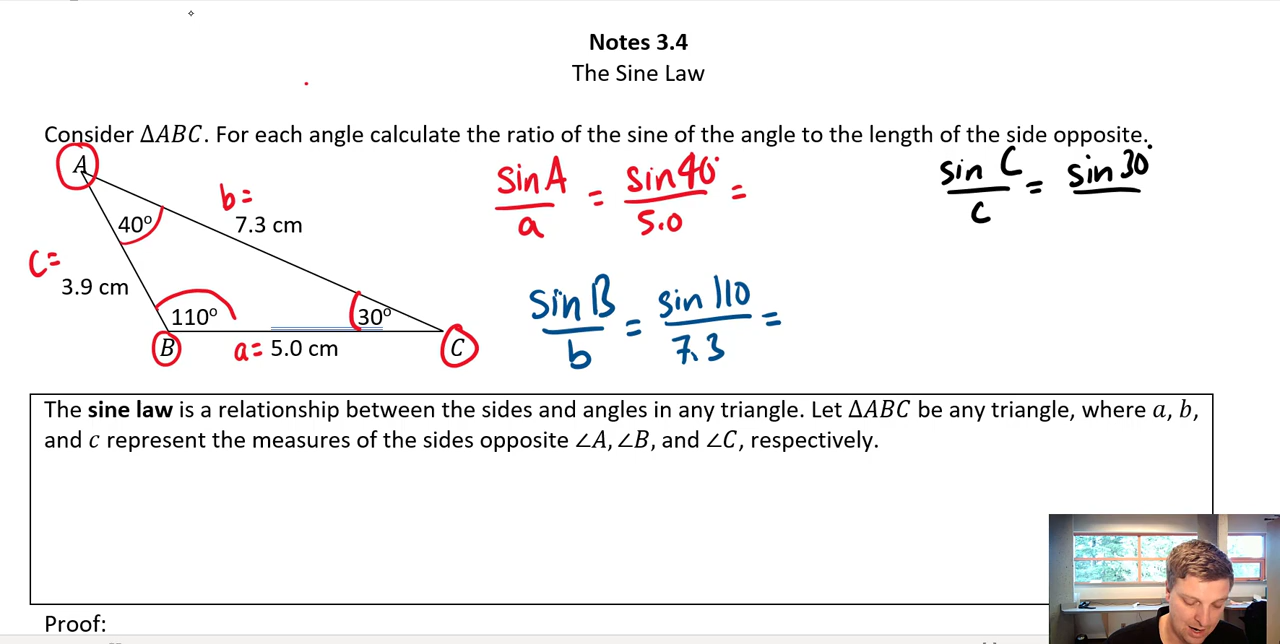 Notes 3.4
The Sine Law
Consider ΔABC. For each angle calculate the ratio of the sine of the angle to the length of the side opposite.
A
b=
7.3 cm
40°
c=
3.9 cm
110°
30°
B
a= 5.0 cm
C
sin A / a = sin 40° / 5.0 =
sin B / b = sin 110 / 7.3 =
sin C / c = sin 30°
The sine law is a relationship between the sides and angles in any triangle. Let ΔABC be any triangle, where a, b,
and c represent the measures of the sides opposite ∠A, ∠B, and ∠C, respectively.
Proof: